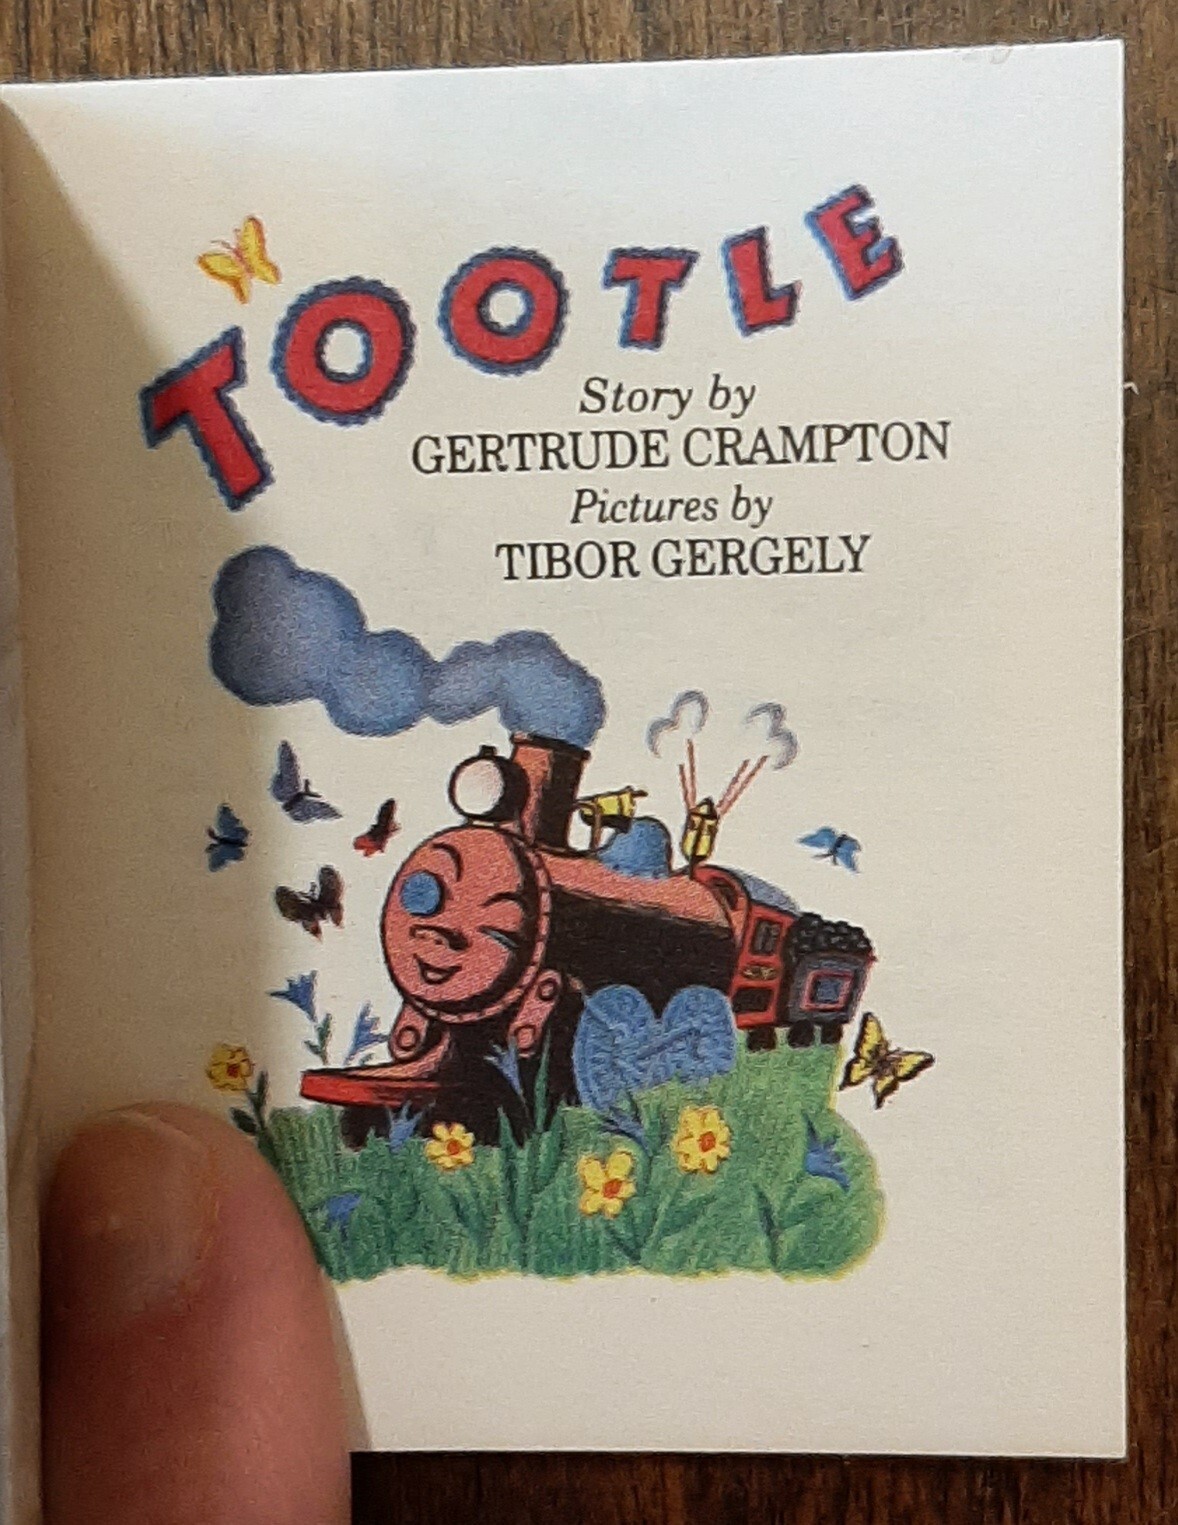 TOOTLE
Story by
GERTRUDE CRAMPTON
Pictures by
TIBOR GERGELY